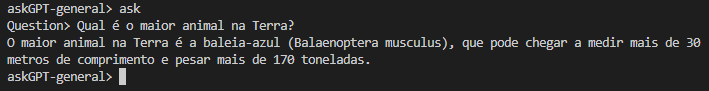 askGPT-general> ask
Question> Qual é o maior animal na Terra?
O maior animal na Terra é a baleia-azul (Balaenoptera musculus), que pode chegar a medir mais de 30
metros de comprimento e pesar mais de 170 toneladas.
askGPT-general>